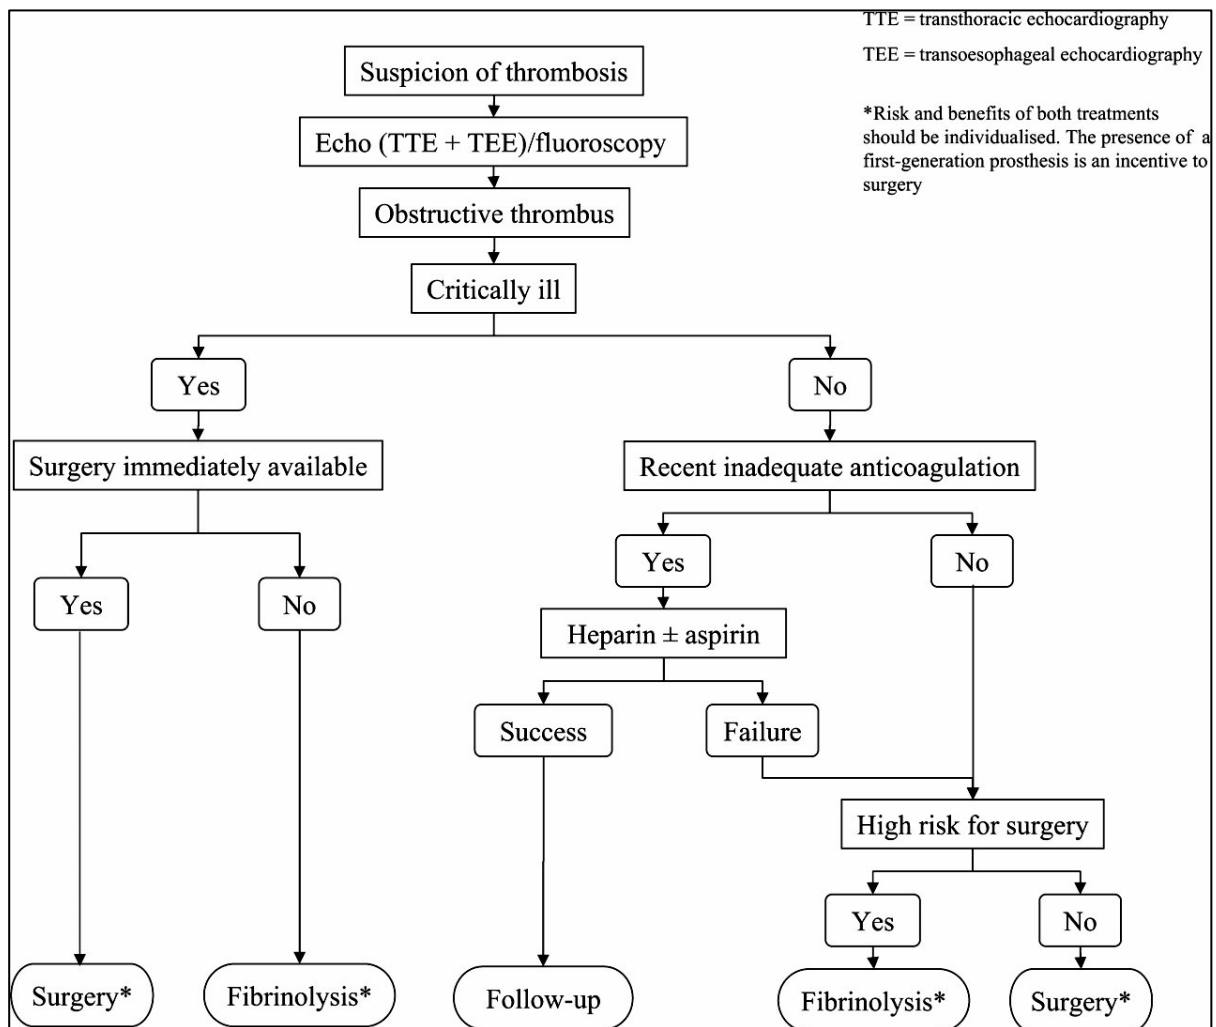 TTE = transthoracic echocardiography
TEE = transoesophageal echocardiography
*Risk and benefits of both treatments
should be individualised. The presence of a
first-generation prosthesis is an incentive to
surgery
Suspicion of thrombosis
Echo (TTE + TEE)/fluoroscopy
Obstructive thrombus
Critically ill
Yes
No
Surgery immediately available
Recent inadequate anticoagulation
Yes
No
Yes
No
Heparin ± aspirin
Success
Failure
High risk for surgery
Yes
No
Surgery*
Fibrinolysis*
Follow-up
Fibrinolysis*
Surgery*